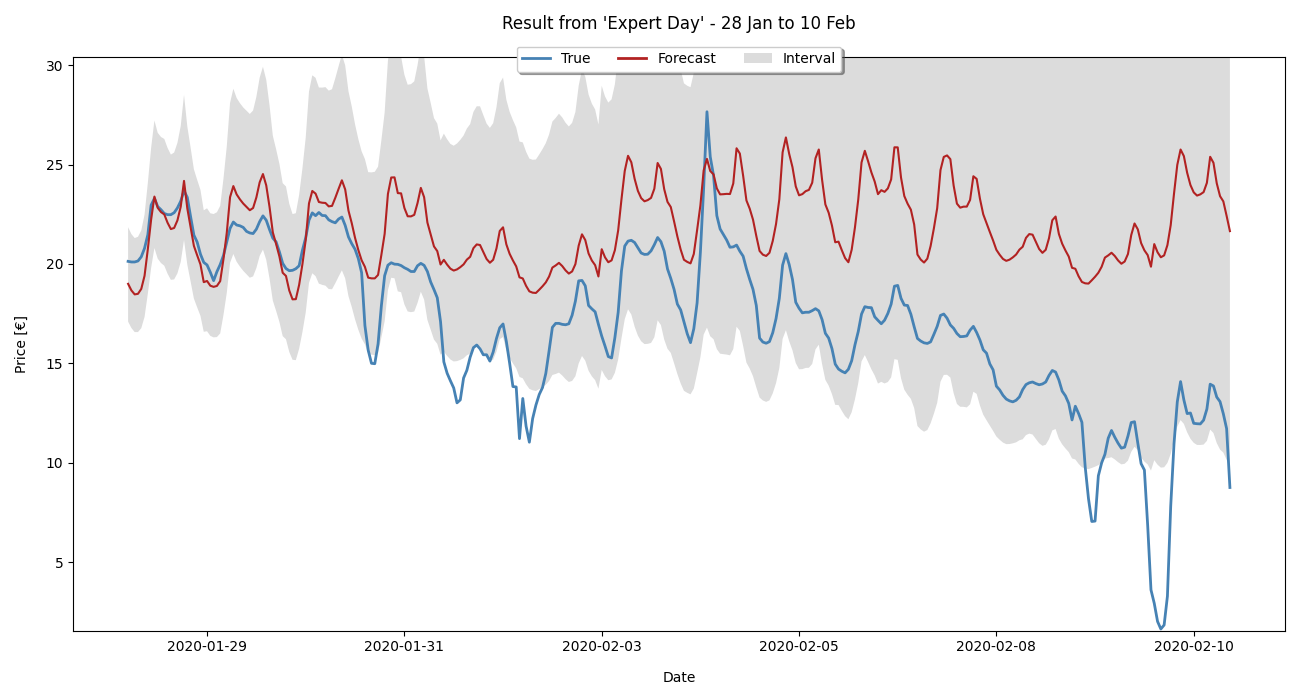 Result from 'Expert Day' - 28 Jan to 10 Feb
True Forecast Interval
30
25
20
15
10
5
Price [€]
2020-01-29 2020-01-31 2020-02-03 2020-02-05 2020-02-08 2020-02-10
Date